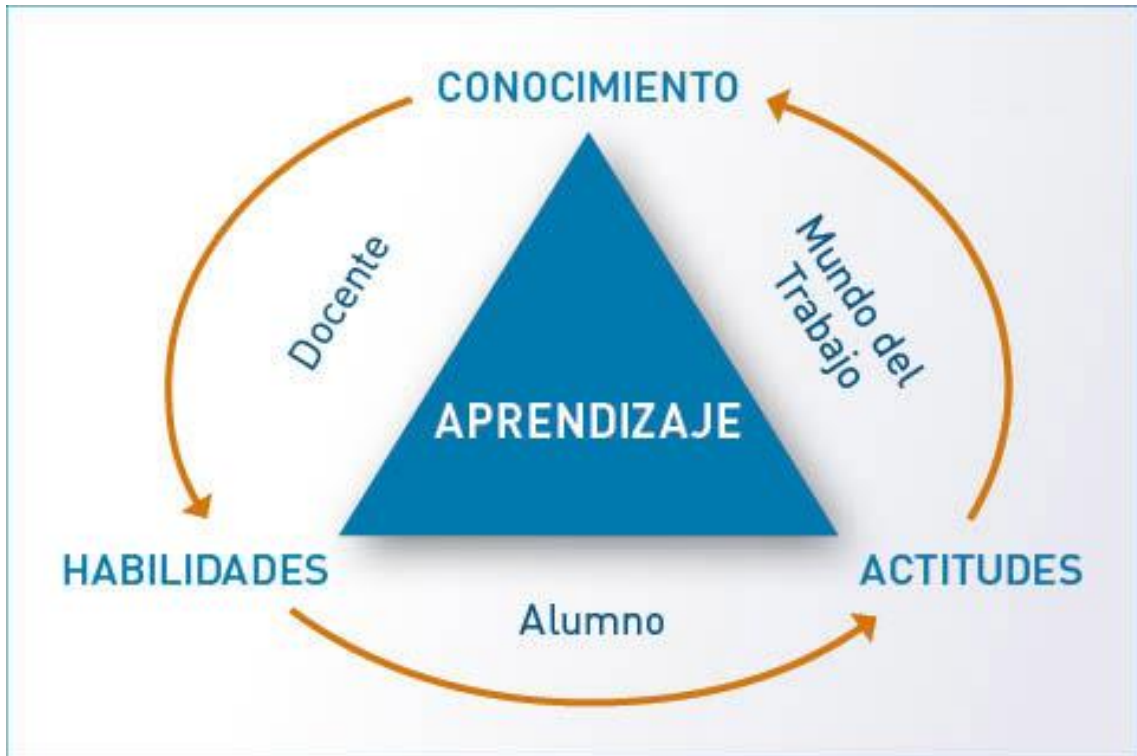 CONOCIMIENTO
Docente
Mundo del
Trabajo
APRENDIZAJE
HABILIDADES
ACTITUDES
Alumno